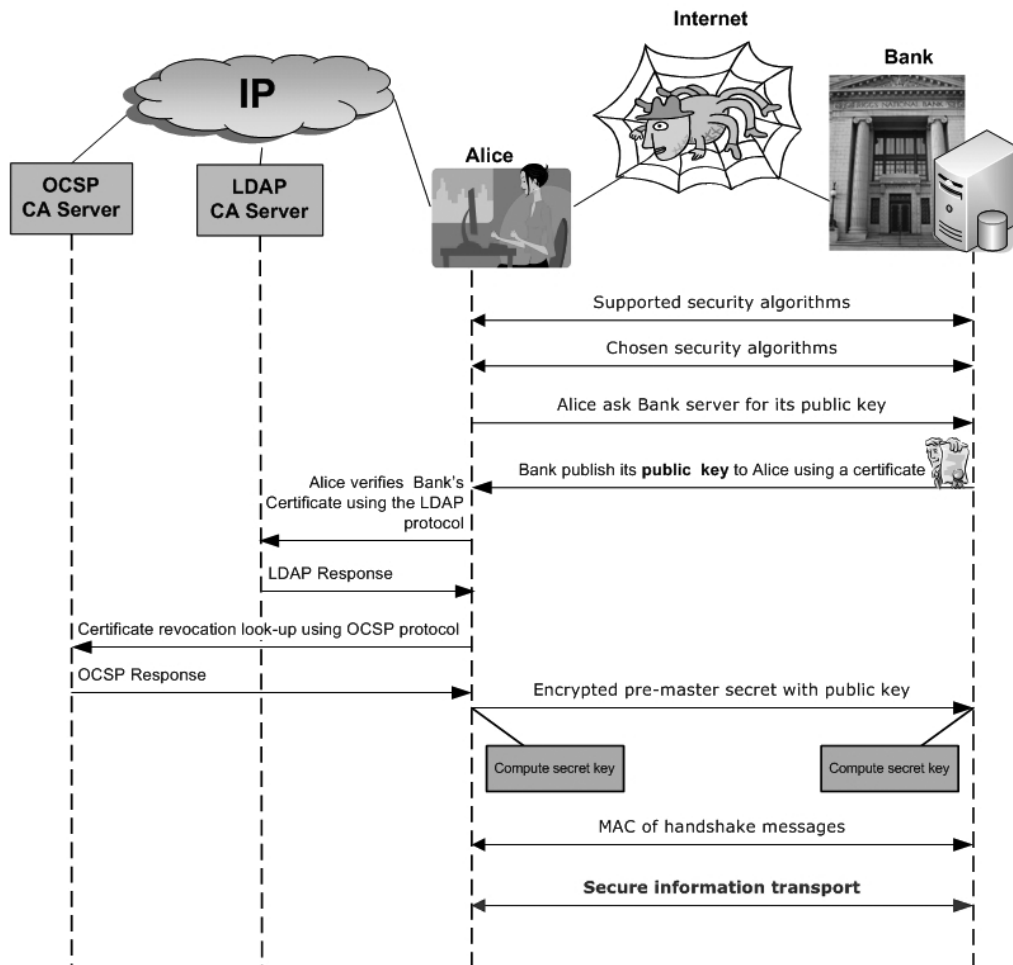 Internet
Bank
IP
NATIONAL BANK
Alice
OCSP
CA Server
LDAP
CA Server
Supported security algorithms
Chosen security algorithms
Alice ask Bank server for its public key
Bank publish its public key to Alice using a certificate
Alice verifies Bank's
Certificate using the LDAP
protocol
LDAP Response
Certificate revocation look-up using OCSP protocol
OCSP Response
Encrypted pre-master secret with public key
Compute secret key
Compute secret key
MAC of handshake messages
Secure information transport